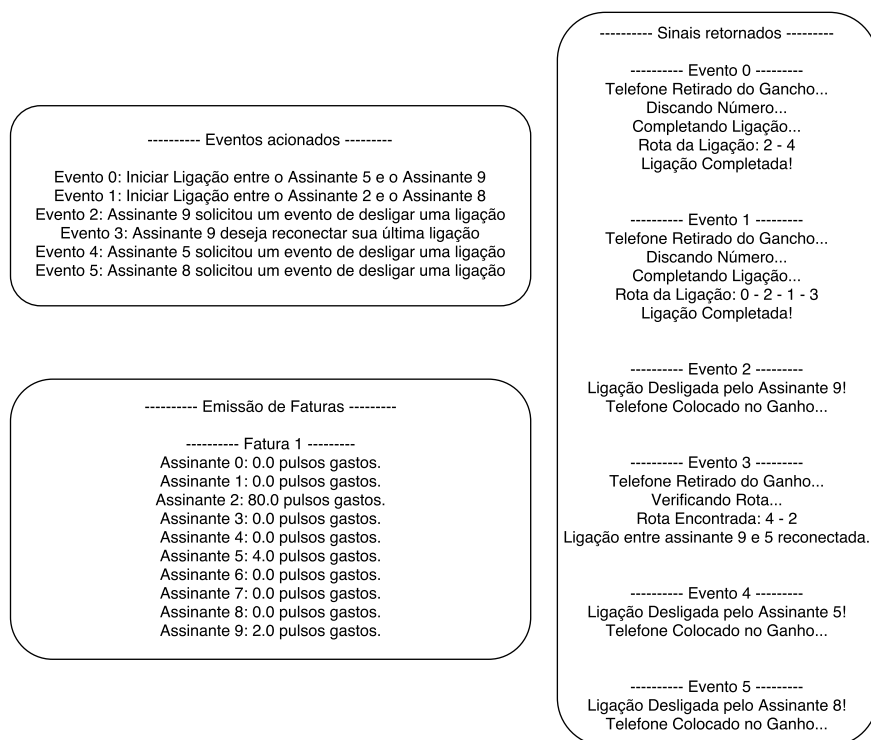 ---------- Eventos acionados ---------
Evento 0: Iniciar Ligação entre o Assinante 5 e o Assinante 9
Evento 1: Iniciar Ligação entre o Assinante 2 e o Assinante 8
Evento 2: Assinante 9 solicitou um evento de desligar uma ligação
Evento 3: Assinante 9 deseja reconectar sua última ligação
Evento 4: Assinante 5 solicitou um evento de desligar uma ligação
Evento 5: Assinante 8 solicitou um evento de desligar uma ligação
---------- Emissão de Faturas ---------
---------- Fatura 1 ---------
Assinante 0: 0.0 pulsos gastos.
Assinante 1: 0.0 pulsos gastos.
Assinante 2: 80.0 pulsos gastos.
Assinante 3: 0.0 pulsos gastos.
Assinante 4: 0.0 pulsos gastos.
Assinante 5: 4.0 pulsos gastos.
Assinante 6: 0.0 pulsos gastos.
Assinante 7: 0.0 pulsos gastos.
Assinante 8: 0.0 pulsos gastos.
Assinante 9: 2.0 pulsos gastos.
---------- Sinais retornados ---------
---------- Evento 0 ---------
Telefone Retirado do Gancho...
Discando Número...
Completando Ligação...
Rota da Ligação: 2 - 4
Ligação Completada!
---------- Evento 1 ---------
Telefone Retirado do Gancho...
Discando Número...
Completando Ligação...
Rota da Ligação: 0 - 2 - 1 - 3
Ligação Completada!
---------- Evento 2 ---------
Ligação Desligada pelo Assinante 9!
Telefone Colocado no Ganho...
---------- Evento 3 ---------
Telefone Retirado do Ganho...
Verificando Rota...
Rota Encontrada: 4 - 2
Ligação entre assinante 9 e 5 reconectada.
---------- Evento 4 ---------
Ligação Desligada pelo Assinante 5!
Telefone Colocado no Ganho...
---------- Evento 5 ---------
Ligação Desligada pelo Assinante 8!
Telefone Colocado no Ganho...